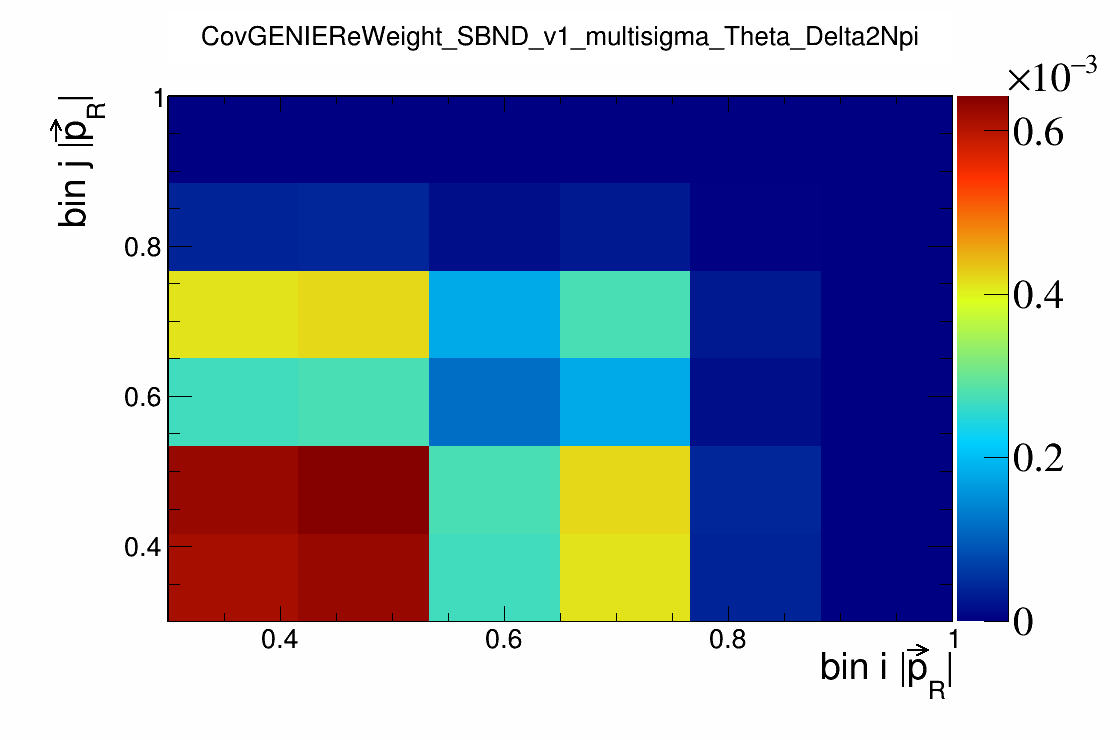 CovGENIEReWeight_SBND_v1_multisigma_Theta_Delta2Npi
×10⁻³
bin j |p⃗_R|
1
0.8
0.6
0.4
0.6
0.4
0.2
0
0.4 0.6 0.8 1
bin i |p⃗_R|